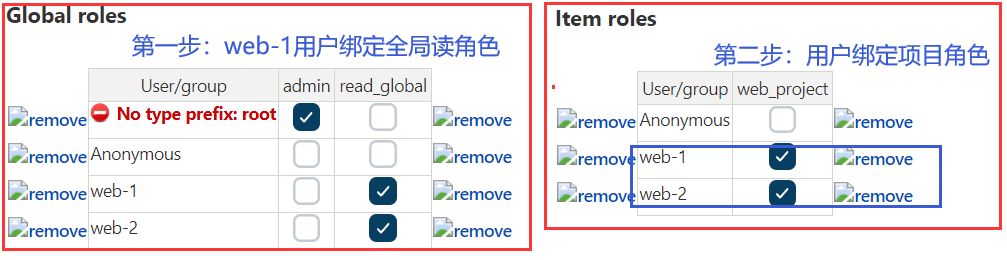 Global roles
第一步：web-1用户绑定全局读角色
User/group admin read_global
remove No type prefix: root remove
remove Anonymous remove
remove web-1 remove
remove web-2 remove
Item roles
第二步：用户绑定项目角色
User/group web_project
remove Anonymous remove
remove web-1 remove
remove web-2 remove